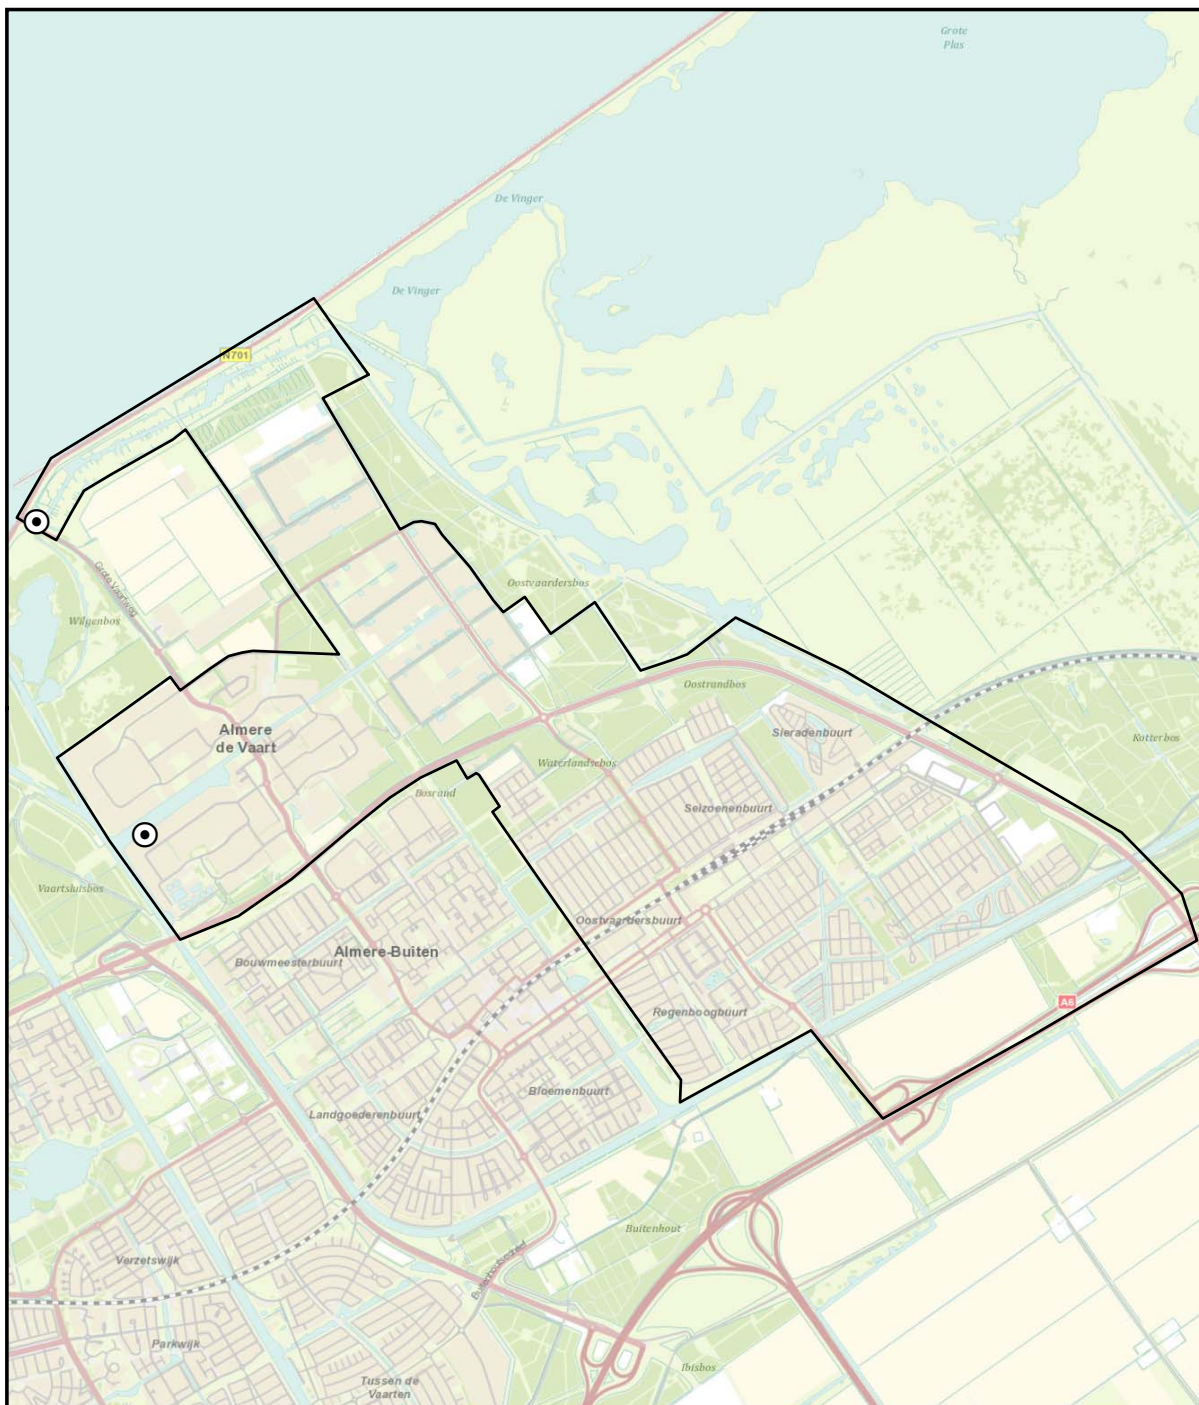 Grote
Plas
De Vinger
De Vinger
N701
Grote Vaartweg
Oostvaardersbos
Wilgenbos
Oostrandbos
Almere
de Vaart
Sieradenbuurt
Kotterbos
Waterlandsebos
Bosrand
Seizoenenbuurt
Vaartsluisbos
Oostvaardersbuurt
Almere-Buiten
Bouwmeesterbuurt
A6
Regenboogbuurt
Bloemenbuurt
Landgoederenbuurt
Buitenhout
Verzetswijk
Parkwijk
Ibisbos
Tussen de
Vaarten